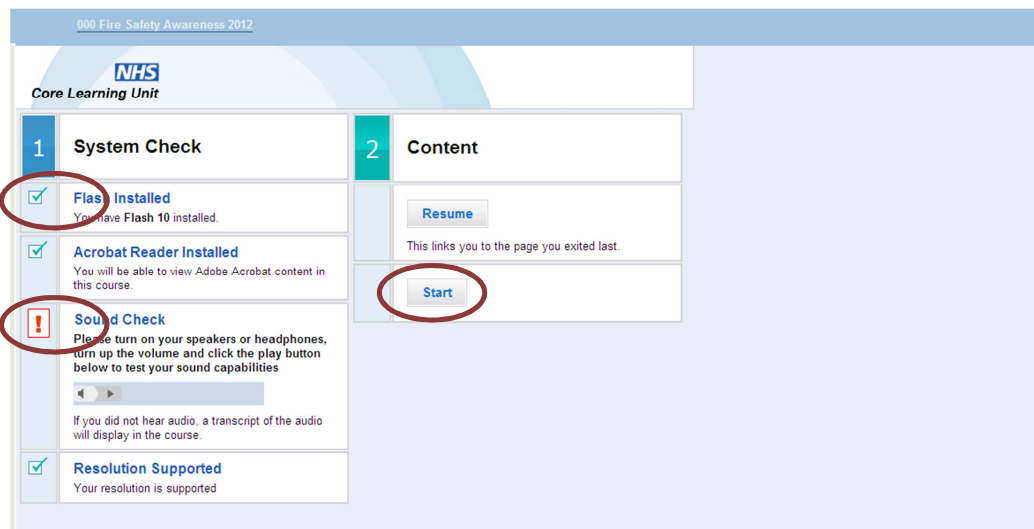 000 Fire Safety Awareness 2012
NHS
Core Learning Unit
1
System Check
Flash Installed
You have Flash 10 installed.
Acrobat Reader Installed
You will be able to view Adobe Acrobat content in
this course.
!
Sound Check
Please turn on your speakers or headphones,
turn up the volume and click the play button
below to test your sound capabilities
If you did not hear audio, a transcript of the audio
will display in the course.
Resolution Supported
Your resolution is supported
2
Content
Resume
This links you to the page you exited last.
Start